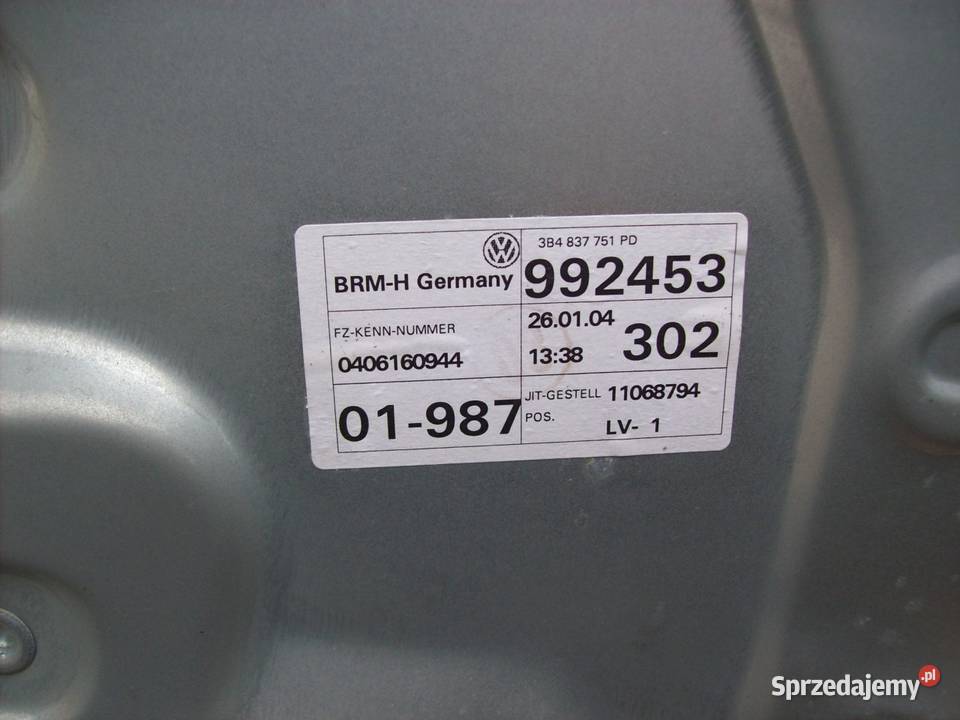 3B4 837 751 PD
BRM-H Germany
992453
FZ-KENN-NUMMER
0406160944
26.01.04
13:38
302
01-987
JIT-GESTELL 11068794
POS.
LV- 1
Sprzedajemy.pl